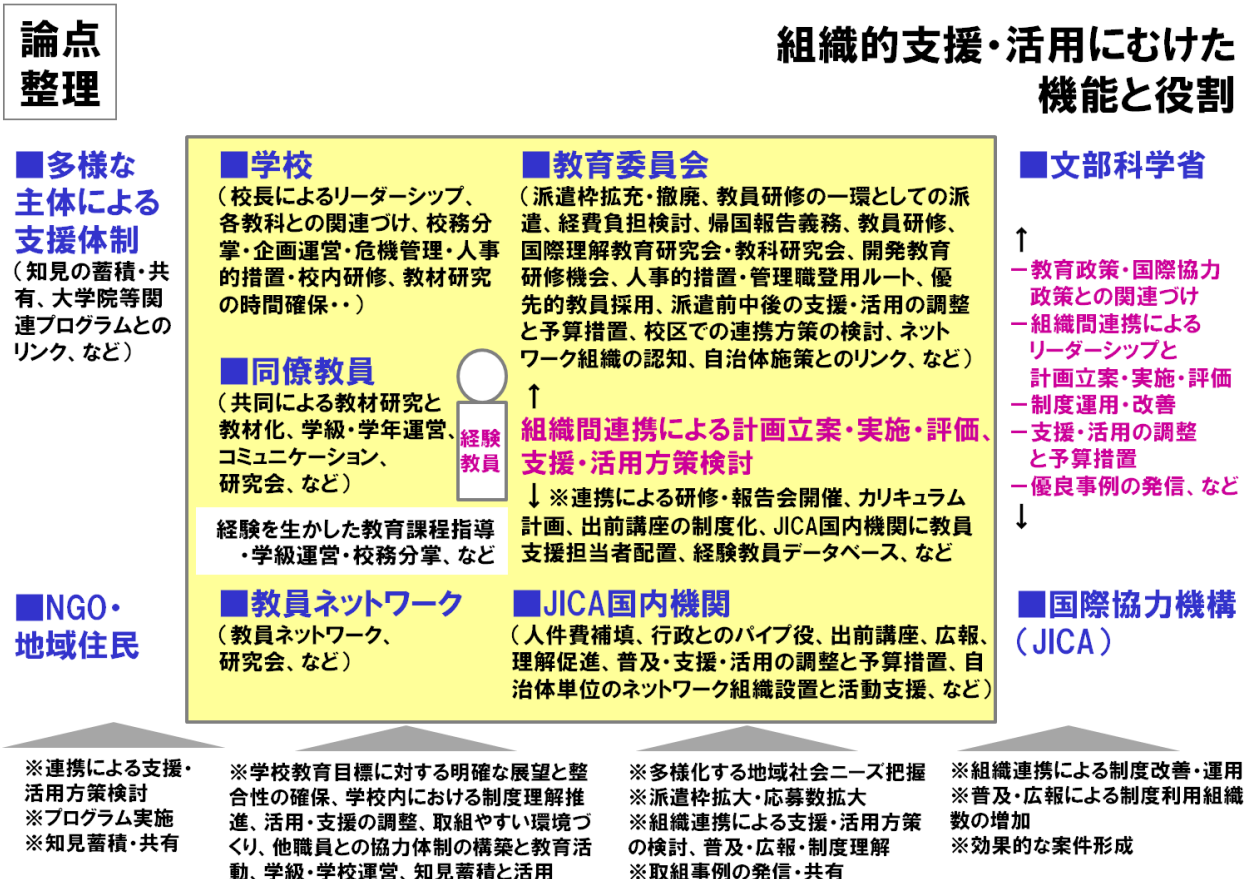 論点
整理
組織的支援・活用にむけた
機能と役割
■多様な
主体による
支援体制
（知見の蓄積・共
有、大学院等関
連プログラムとの
リンク、など）
■NGO・
地域住民
■学校
（校長によるリーダーシップ、
各教科との関連づけ、校務分
掌・企画運営・危機管理・人事
的措置・校内研修、教材研究
の時間確保・・）
■同僚教員
（共同による教材研究と
教材化、学級・学年運営、
コミュニケーション、
研究会、など）
経験
教員
経験を生かした教育課程指導
・学級運営・校務分掌、など
■教員ネットワーク
（教員ネットワーク、
研究会、など）
■教育委員会
（派遣枠拡充・撤廃、教員研修の一環としての派
遣、経費負担検討、帰国報告義務、教員研修、
国際理解教育研究会・教科研究会、開発教育
研修機会、人事的措置・管理職登用ルート、優
先的教員採用、派遣前中後の支援・活用の調整
と予算措置、校区での連携方策の検討、ネット
ワーク組織の認知、自治体施策とのリンク、など）
↑
組織間連携による計画立案・実施・評価、
支援・活用方策検討
↓ ※連携による研修・報告会開催、カリキュラム
計画、出前講座の制度化、JICA国内機関に教員
支援担当者配置、経験教員データベース、など
■JICA国内機関
（人件費補填、行政とのパイプ役、出前講座、広報、
理解促進、普及・支援・活用の調整と予算措置、自
治体単位のネットワーク組織設置と活動支援、など）
■文部科学省
↑
－教育政策・国際協力
政策との関連づけ
－組織間連携による
リーダーシップと
計画立案・実施・評価
－制度運用・改善
－支援・活用の調整
と予算措置
－優良事例の発信、など
↓
■国際協力機構
（JICA）
※連携による支援・
活用方策検討
※プログラム実施
※知見蓄積・共有
※学校教育目標に対する明確な展望と整
合性の確保、学校内における制度理解推
進、活用・支援の調整、取組やすい環境づ
くり、他職員との協力体制の構築と教育活
動、学級・学校運営、知見蓄積と活用
※多様化する地域社会ニーズ把握
※派遣枠拡大・応募数拡大
※組織連携による支援・活用方策
の検討、普及・広報・制度理解
※取組事例の発信・共有
※組織連携による制度改善・運用
※普及・広報による制度利用組織
数の増加
※効果的な案件形成